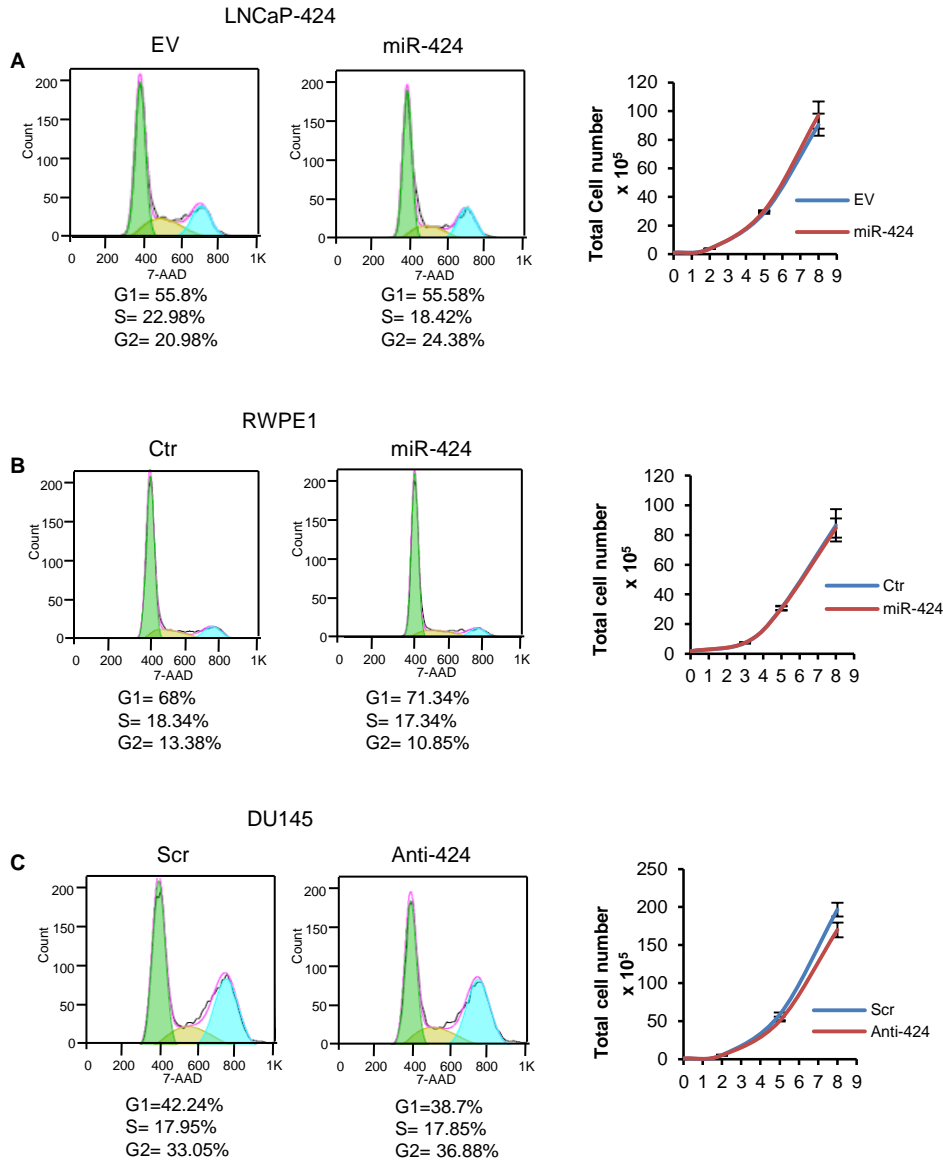 LNCaP-424
A
EV
miR-424
200
150
100
50
0
Count
0 200 400 600 800 1K
7-AAD
G1= 55.8%
S= 22.98%
G2= 20.98%
200
150
100
50
0
Count
0 200 400 600 800 1K
7-AAD
G1= 55.58%
S= 18.42%
G2= 24.38%
Total Cell number
x 10⁵
120
100
80
60
40
20
0
0 1 2 3 4 5 6 7 8 9
EV
miR-424
RWPE1
B
Ctr
miR-424
200
150
100
50
0
Count
0 200 400 600 800 1K
7-AAD
G1= 68%
S= 18.34%
G2= 13.38%
200
150
100
50
0
Count
0 200 400 600 800 1K
7-AAD
G1= 71.34%
S= 17.34%
G2= 10.85%
Total cell number
x 10⁵
120
100
80
60
40
20
0
0 1 2 3 4 5 6 7 8 9
Ctr
miR-424
DU145
C
Scr
Anti-424
200
150
100
50
0
Count
0 200 400 600 800 1K
7-AAD
G1=42.24%
S= 17.95%
G2= 33.05%
200
150
100
50
0
Count
0 200 400 600 800 1K
7-AAD
G1=38.7%
S= 17.85%
G2= 36.88%
Total cell number
x 10⁵
250
200
150
100
50
0
0 1 2 3 4 5 6 7 8 9
Scr
Anti-424